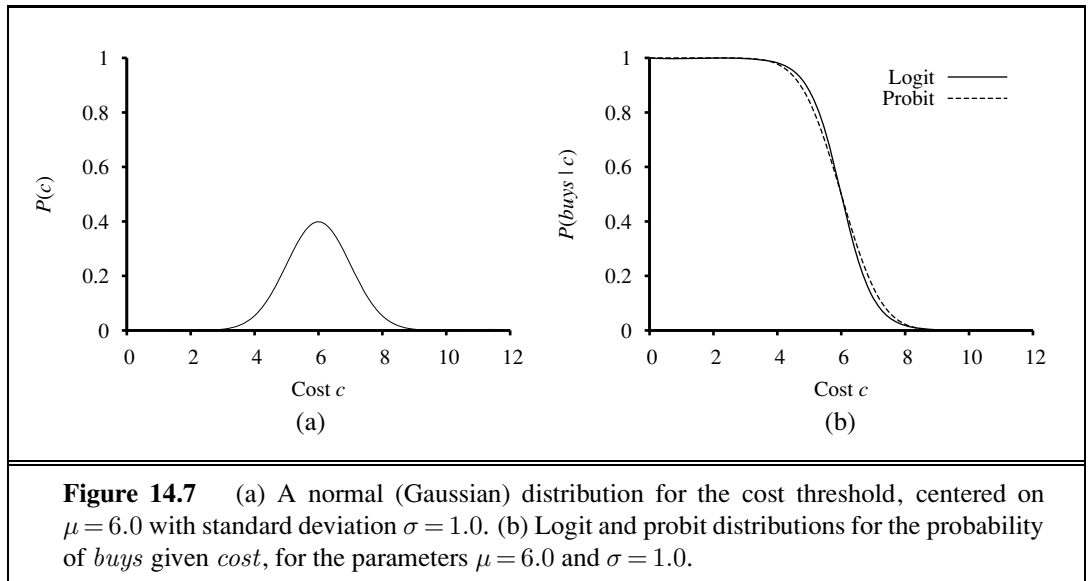 1
0.8
0.6
0.4
0.2
0
P(c)
0 2 4 6 8 10 12
Cost c
(a)
1
0.8
0.6
0.4
0.2
0
P(buys | c)
Logit
Probit
0 2 4 6 8 10 12
Cost c
(b)
Figure 14.7 (a) A normal (Gaussian) distribution for the cost threshold, centered on
μ = 6.0 with standard deviation σ = 1.0. (b) Logit and probit distributions for the probability
of buys given cost, for the parameters μ = 6.0 and σ = 1.0.